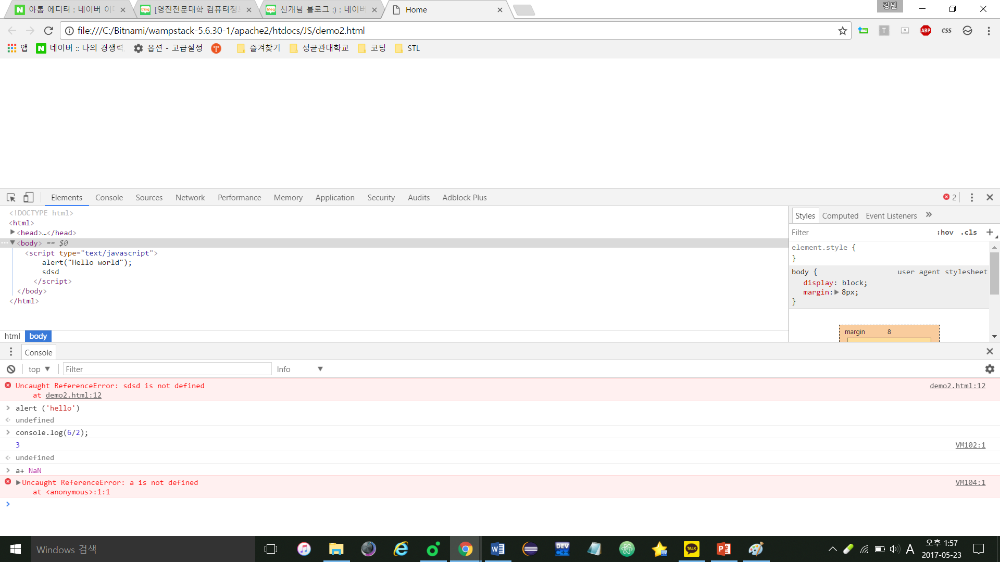 아톰 에디터 : 네이버 이
[영진전문대학 컴퓨터정
신개념 블로그 :) : 네이버
Home
경민
file:///C:/Bitnami/wampstack-5.6.30-1/apache2/htdocs/JS/demo2.html
T ABP css
앱 네이버 :: 나의 경쟁력 옵션 - 고급설정 즐겨찾기 성균관대학교 코딩 STL
Elements Console Sources Network Performance Memory Application Security Audits Adblock Plus 2
<!DOCTYPE html>
<html>
<head>…</head>
<body> == $0
<script type="text/javascript">
alert("Hello world");
sdsd
</script>
</body>
</html>
html body
Styles Computed Event Listeners »
Filter :hov .cls +
element.style {
}
body { user agent stylesheet
display: block;
margin: 8px;
}
margin 8
Console
top Filter Info
Uncaught ReferenceError: sdsd is not defined demo2.html:12
at demo2.html:12
> alert ('hello')
undefined
> console.log(6/2);
3 VM102:1
undefined
> a+ NaN
Uncaught ReferenceError: a is not defined VM104:1
at <anonymous>:1:1
>
Windows 검색
DEV C++
TALK
A
오후 1:57
2017-05-23